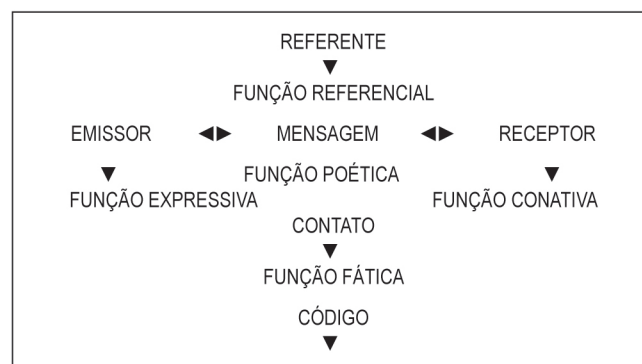 REFERENTE
▼
FUNÇÃO REFERENCIAL
EMISSOR ◄► MENSAGEM ◄► RECEPTOR
▼ FUNÇÃO POÉTICA ▼
FUNÇÃO EXPRESSIVA FUNÇÃO CONATIVA
CONTATO
▼
FUNÇÃO FÁTICA
CÓDIGO
▼